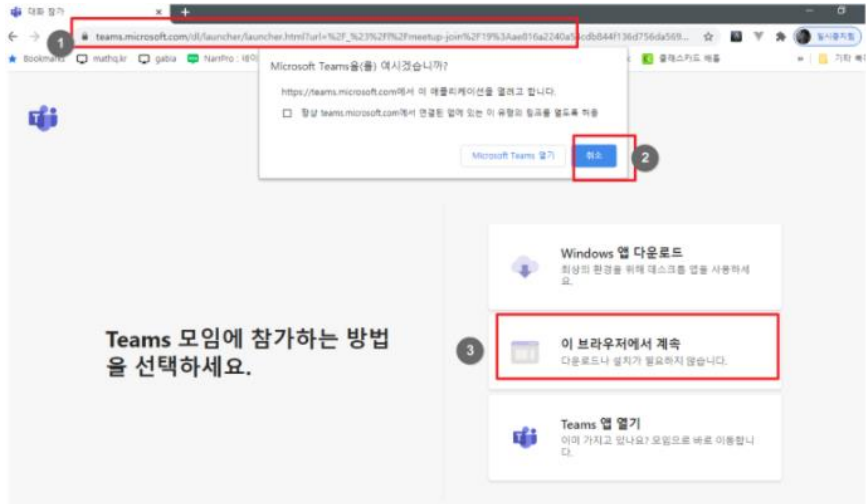 대화 참가
teams.microsoft.com/dl/launcher/launcher.html?url=%2F_%23%2Fl%2Fmeetup-join%2F19%3Aae016a2240a
일시중지됨
1
Bookmarks mathq.kr gabia 클래스카드 배틀 기타 북
Microsoft Teams을(를) 여시겠습니까?
https://teams.microsoft.com에서 이 애플리케이션을 열려고 합니다.
항상 teams.microsoft.com에서 연결된 앱에 있는 이 유형의 링크를 열도록 허용
Microsoft Teams 열기
취소
2
Windows 앱 다운로드
최상의 환경을 위해 데스크톱 앱을 사용하세
요.
Teams 모임에 참가하는 방법
을 선택하세요.
3
이 브라우저에서 계속
다운로드나 설치가 필요하지 않습니다.
Teams 앱 열기
이미 가지고 있나요? 모임으로 바로 이동합니
다.